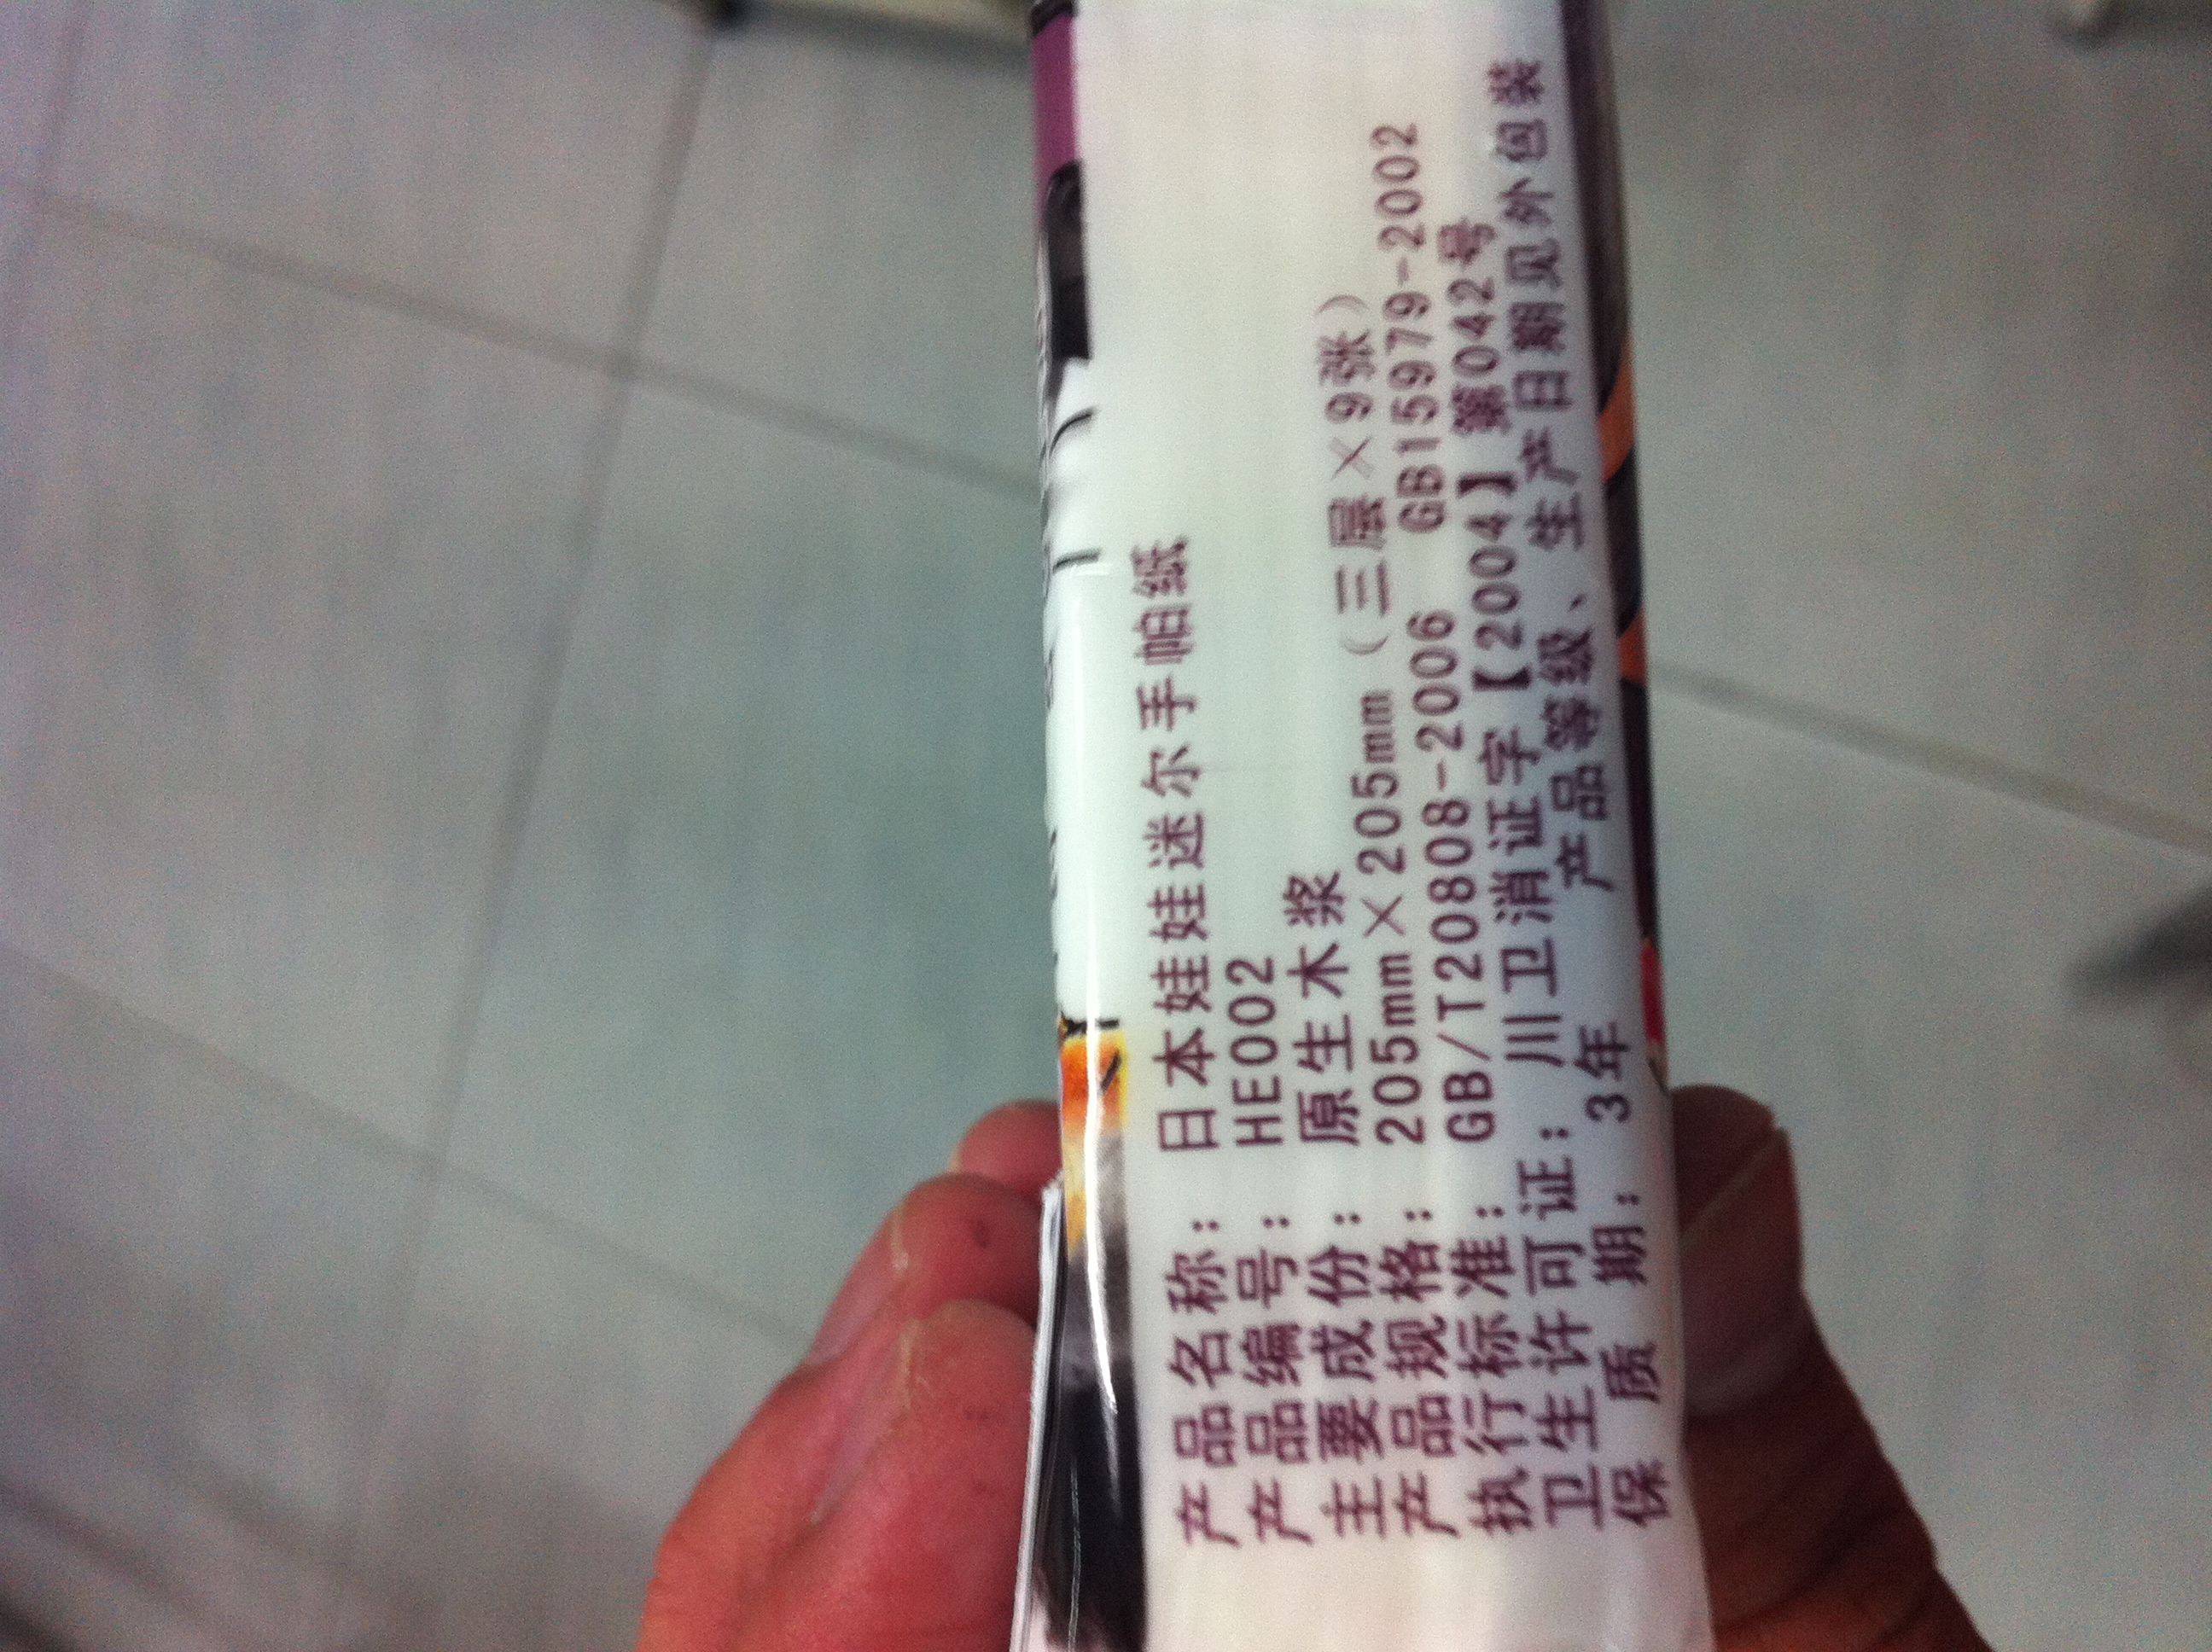 产品名称: 日本娃娃迷尔手帕纸
产品编号: HE002
主要成份: 原生木浆
产品规格: 205mm×205mm (三层×9张)
执行标准: GB/T20808-2006 GB15979-2002
卫生许可证: 川卫消证字【2004】第0042号
保质期: 3年 产品等级、生产日期见外包装